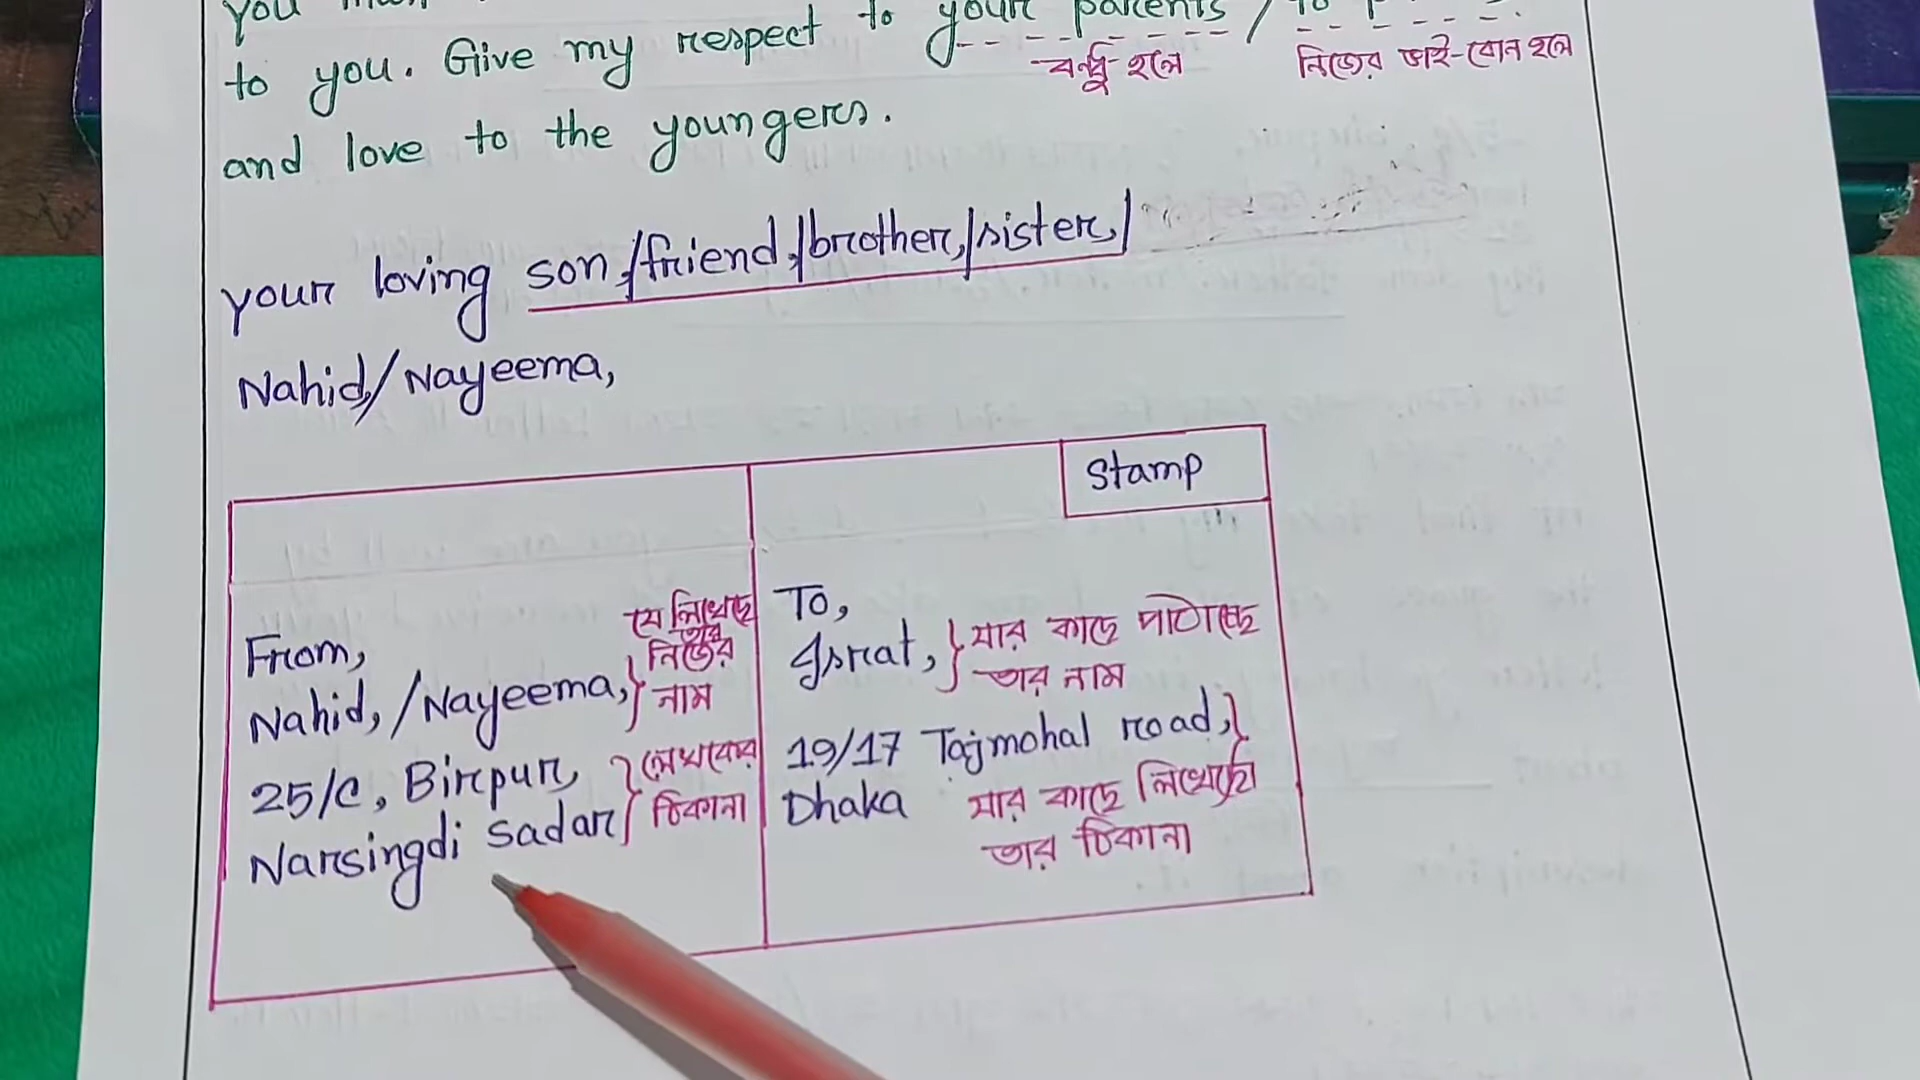 to you. Give my respect to your parents /
বন্ধু হলে নিজের ভাই-বোন হলে
and love to the youngers.
your loving son,/friend,/brother,/sister,/
Nahid,/Nayeema,
Stamp
From,
Nahid,/Nayeema,
যে লিখেছে
তার
নিজের
নাম
25/C, Birpur,
Narsingdi sadar
লেখকের
ঠিকানা
To,
Israt,
যার কাছে পাঠাচ্ছে
তার নাম
19/17 Tajmohal road,
Dhaka
যার কাছে লিখেছো
তার ঠিকানা